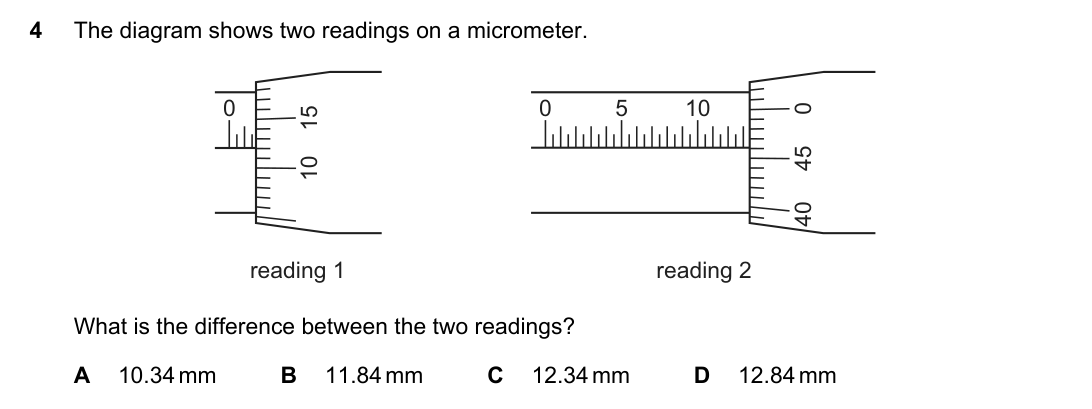 4 The diagram shows two readings on a micrometer.
0 15 10
0 5 10 0 45 40
reading 1 reading 2
What is the difference between the two readings?
A 10.34 mm B 11.84 mm C 12.34 mm D 12.84 mm